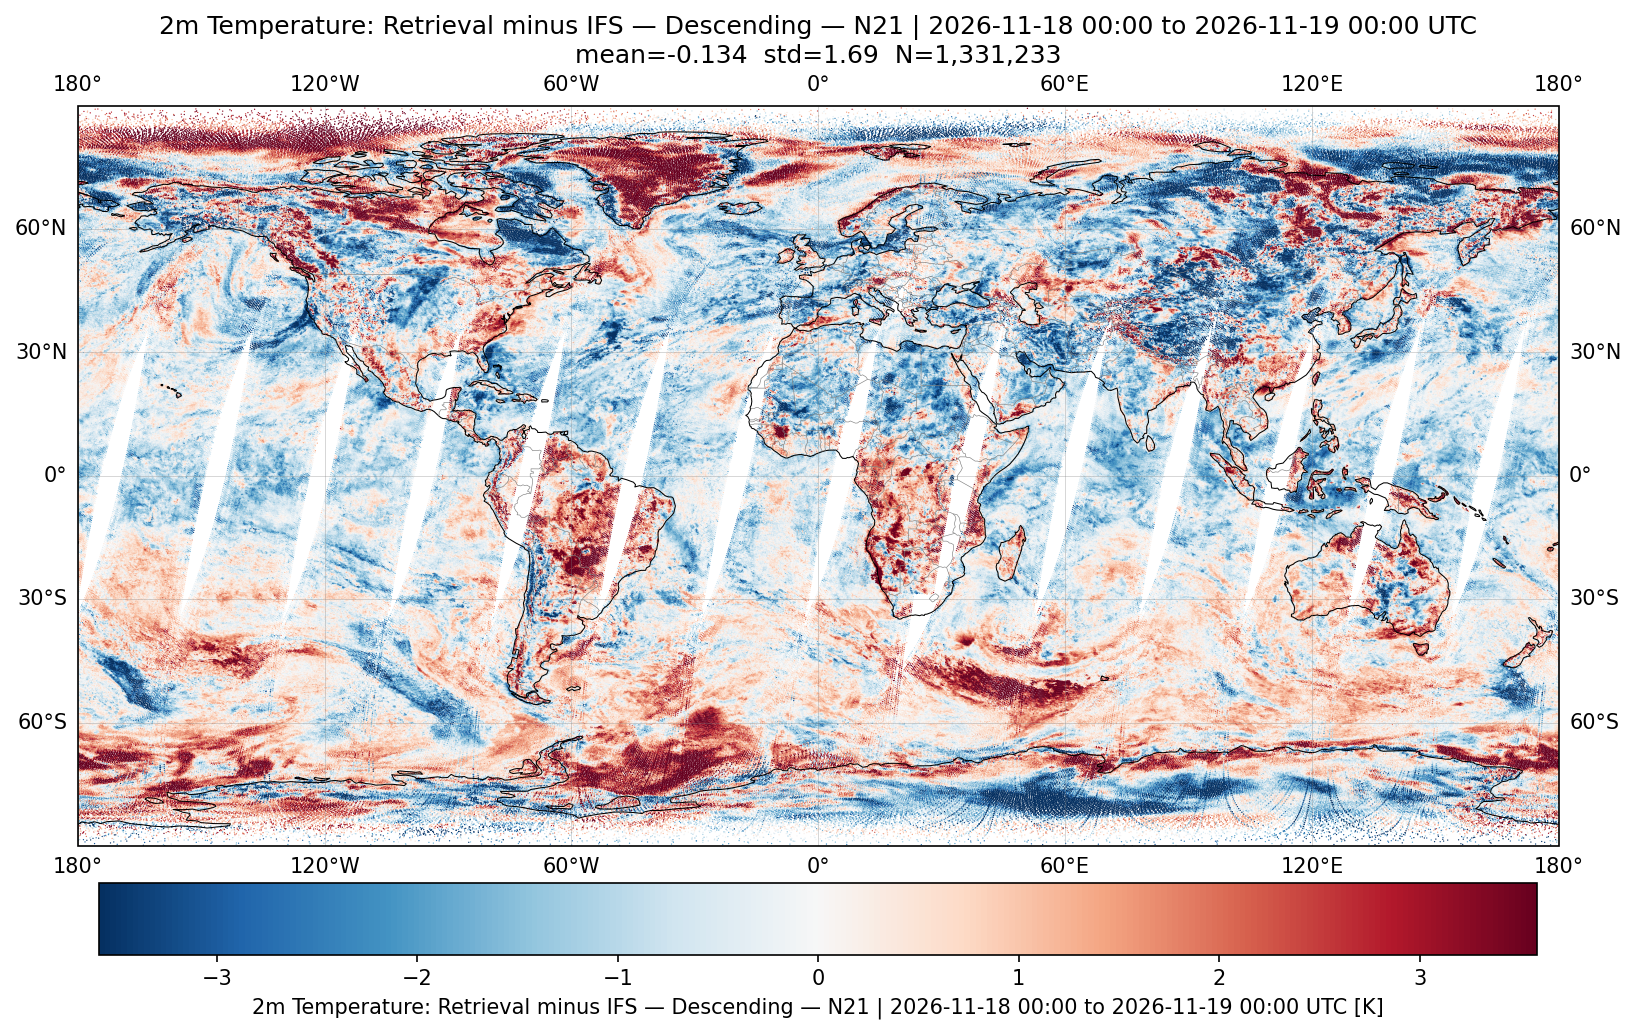 2m Temperature: Retrieval minus IFS — Descending — N21 | 2026-11-18 00:00 to 2026-11-19 00:00 UTC
mean=-0.134 std=1.69 N=1,331,233
180° 120°W 60°W 0° 60°E 120°E 180°
60°N 60°N
30°N 30°N
0° 0°
30°S 30°S
60°S 60°S
180° 120°W 60°W 0° 60°E 120°E 180°
−3 −2 −1 0 1 2 3
2m Temperature: Retrieval minus IFS — Descending — N21 | 2026-11-18 00:00 to 2026-11-19 00:00 UTC [K]